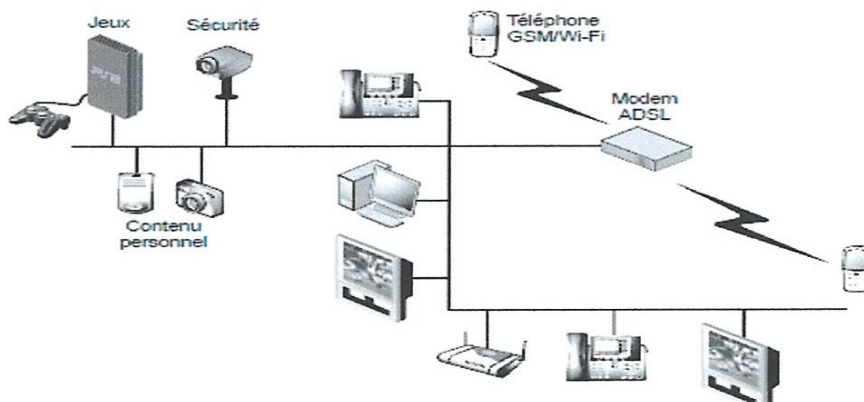 Jeux
Sécurité
Téléphone
GSM/Wi-Fi
Modem
ADSL
Contenu
personnel